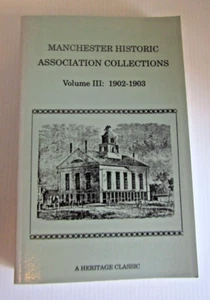 MANCHESTER HISTORIC
ASSOCIATION COLLECTIONS
Volume III: 1902-1903
A HERITAGE CLASSIC